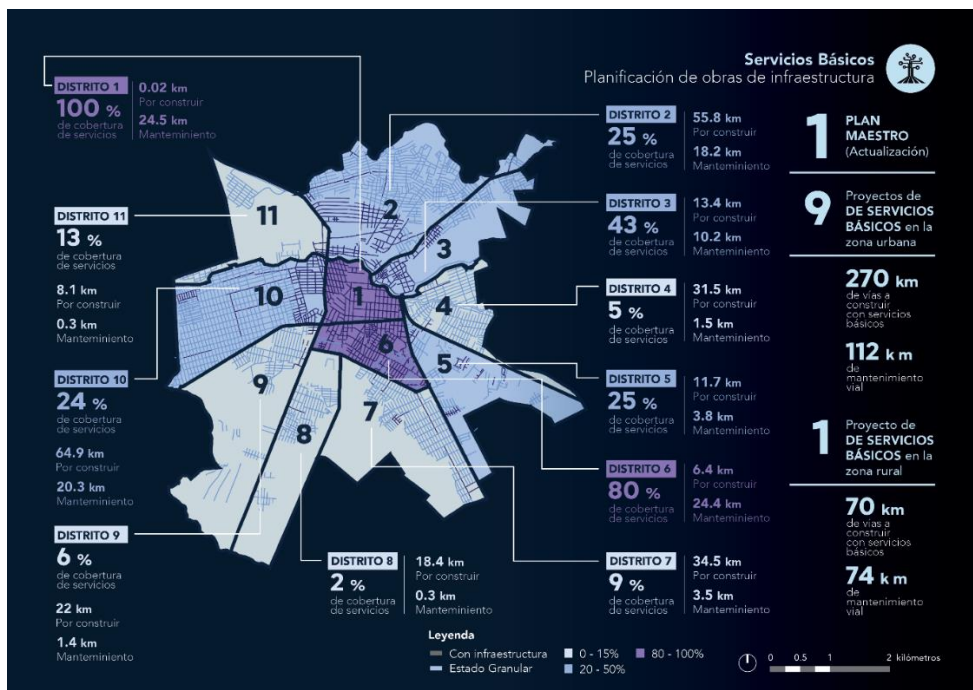 Servicios Básicos
Planificación de obras de infraestructura
DISTRITO 1
100 %
de cobertura
de servicios
0.02 km
Por construir
24.5 km
Manteminiento
DISTRITO 11
13 %
de cobertura
de servicios
8.1 km
Por construir
0.3 km
Manteminiento
DISTRITO 10
24 %
de cobertura
de servicios
64.9 km
Por construir
20.3 km
Manteminiento
DISTRITO 9
6 %
de cobertura
de servicios
22 km
Por construir
1.4 km
Manteminiento
DISTRITO 8
2 %
de cobertura
de servicios
18.4 km
Por construir
0.3 km
Manteminiento
11
2
3
10
1
4
6
5
9
8
7
DISTRITO 2
25 %
de cobertura
de servicios
55.8 km
Por construir
18.2 km
Manteminiento
DISTRITO 3
43 %
de cobertura
de servicios
13.4 km
Por construir
10.2 km
Manteminiento
DISTRITO 4
5 %
de cobertura
de servicios
31.5 km
Por construir
1.5 km
Manteminiento
DISTRITO 5
25 %
de cobertura
de servicios
11.7 km
Por construir
3.8 km
Manteminiento
DISTRITO 6
80 %
de cobertura
de servicios
6.4 km
Por construir
24.4 km
Manteminiento
DISTRITO 7
9 %
de cobertura
de servicios
34.5 km
Por construir
3.5 km
Manteminiento
1 PLAN
MAESTRO
(Actualización)
9 Proyectos de
DE SERVICIOS
BÁSICOS en la
zona urbana
270 km
de vías a
construir
con servicios
básicos
112 k m
de
mantenimiento
vial
1 Proyecto de
DE SERVICIOS
BÁSICOS en la
zona rural
70 km
de vías a
construir
con servicios
básicos
74 k m
de
mantenimiento
vial
Leyenda
Con infraestructura
Estado Granular
0 - 15%
20 - 50%
80 - 100%
0 0.5 1 2 kilómetros